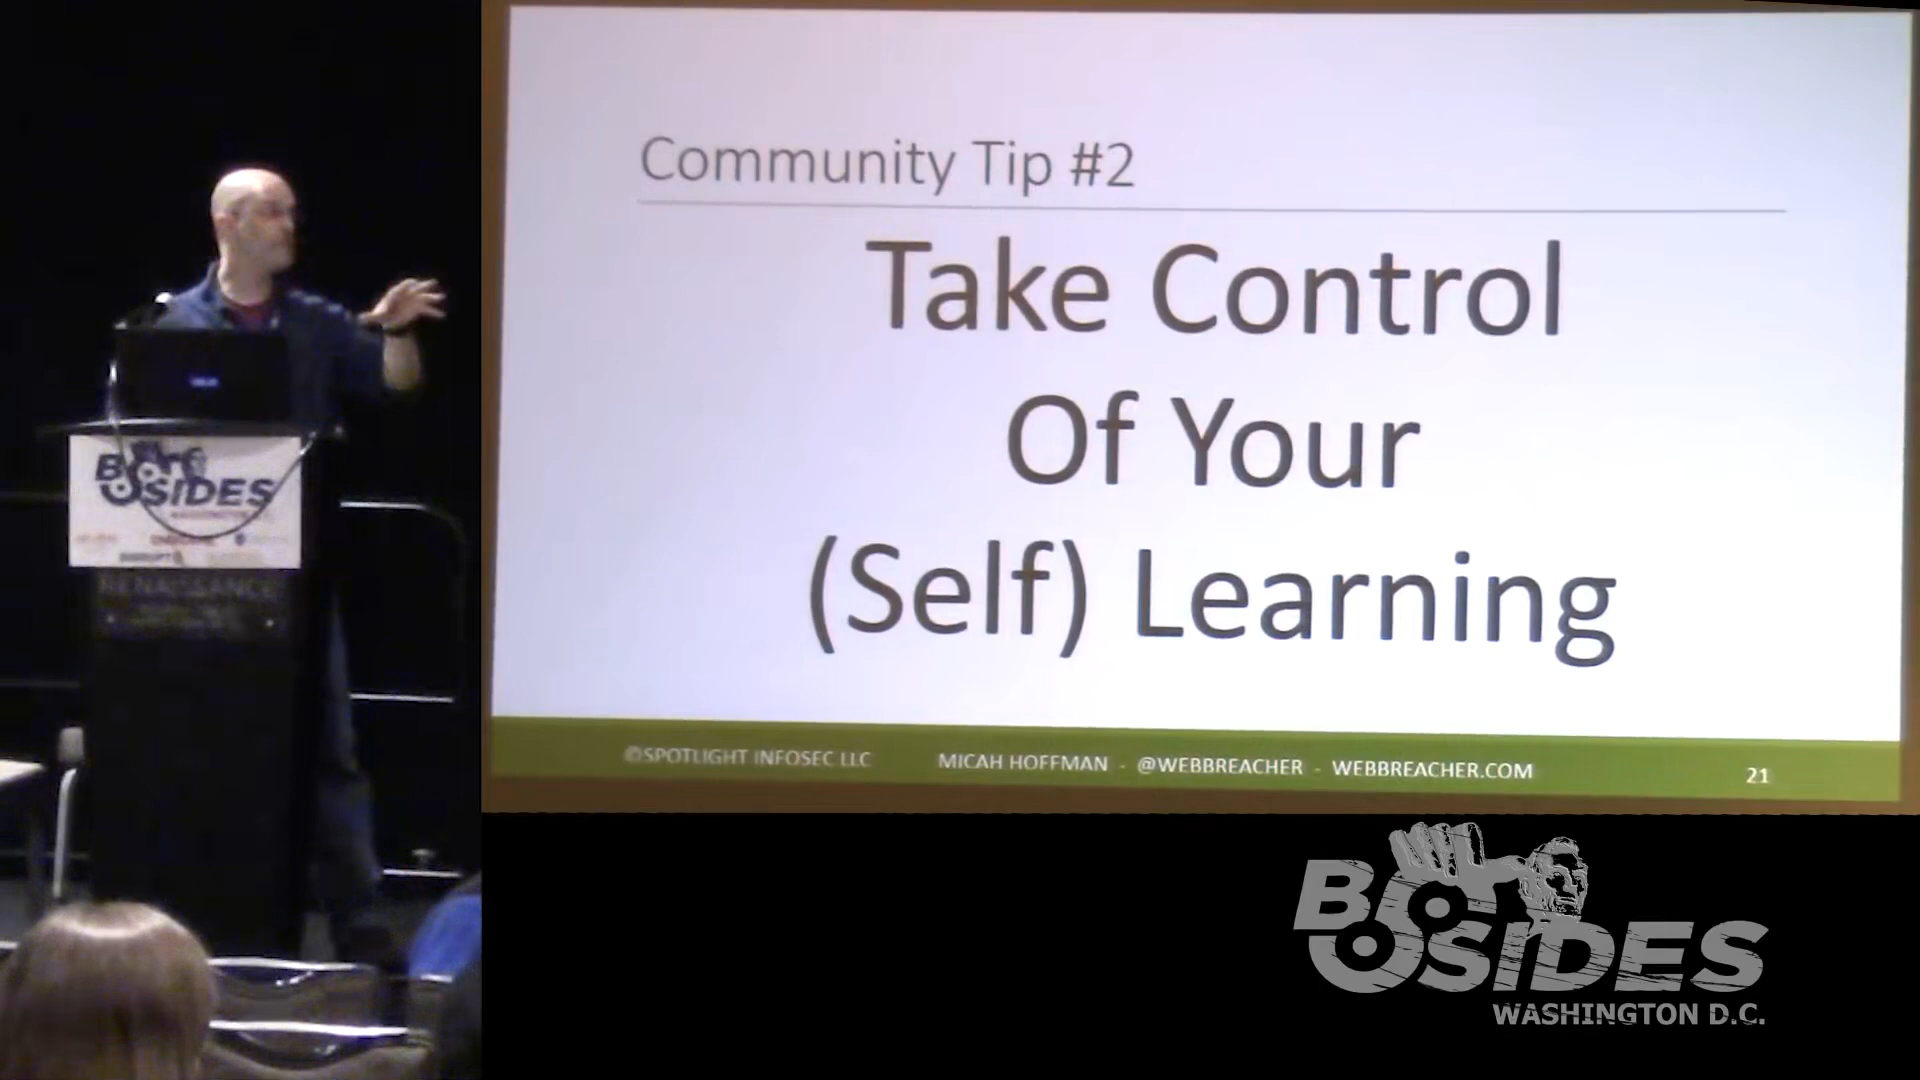 Community Tip #2
Take Control
Of Your
(Self) Learning
©SPOTLIGHT INFOSEC LLC MICAH HOFFMAN - @WEBBREACHER - WEBBREACHER.COM 21
BSIDES
RENAISSANCE
BSIDES
WASHINGTON D.C.